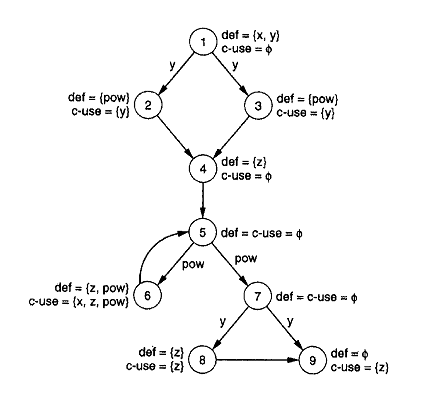 1
def = {x, y}
c-use = ϕ
y
y
def = {pow}
c-use = {y}
2
3
def = {pow}
c-use = {y}
4
def = {z}
c-use = ϕ
5
def = c-use = ϕ
pow
pow
def = {z, pow}
c-use = {x, z, pow}
6
7
def = c-use = ϕ
y
y
def = {z}
c-use = {z}
8
9
def = ϕ
c-use = {z}